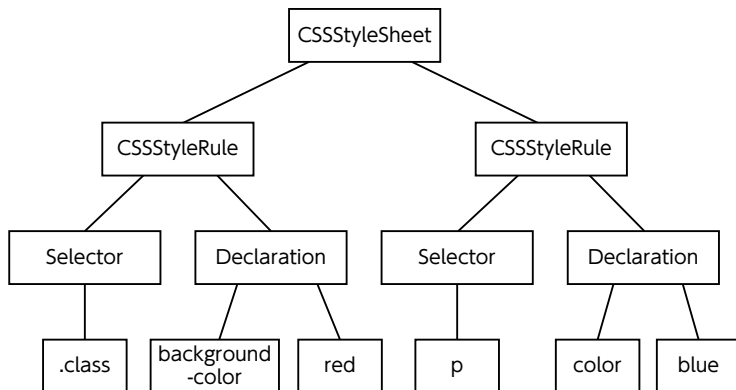 CSSStyleSheet
CSSStyleRule
CSSStyleRule
Selector
Declaration
Selector
Declaration
.class
background
-color
red
p
color
blue